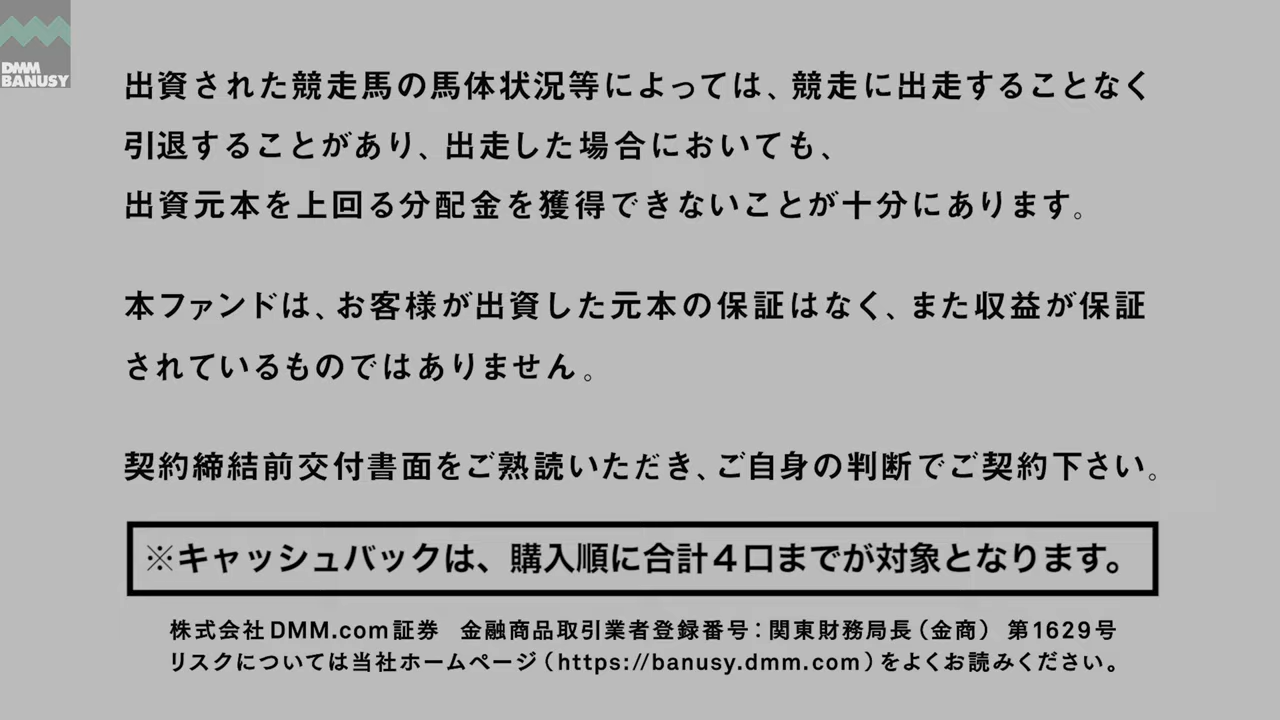 DMM
BANUSY
出資された競走馬の馬体状況等によっては、競走に出走することなく
引退することがあり、出走した場合においても、
出資元本を上回る分配金を獲得できないことが十分にあります。
本ファンドは、お客様が出資した元本の保証はなく、また収益が保証
されているものではありません。
契約締結前交付書面をご熟読いただき、ご自身の判断でご契約下さい。
※キャッシュバックは、購入順に合計4口までが対象となります。
株式会社DMM.com証券 金融商品取引業者登録番号:関東財務局長(金商) 第1629号
リスクについては当社ホームページ(https://banusy.dmm.com)をよくお読みください。